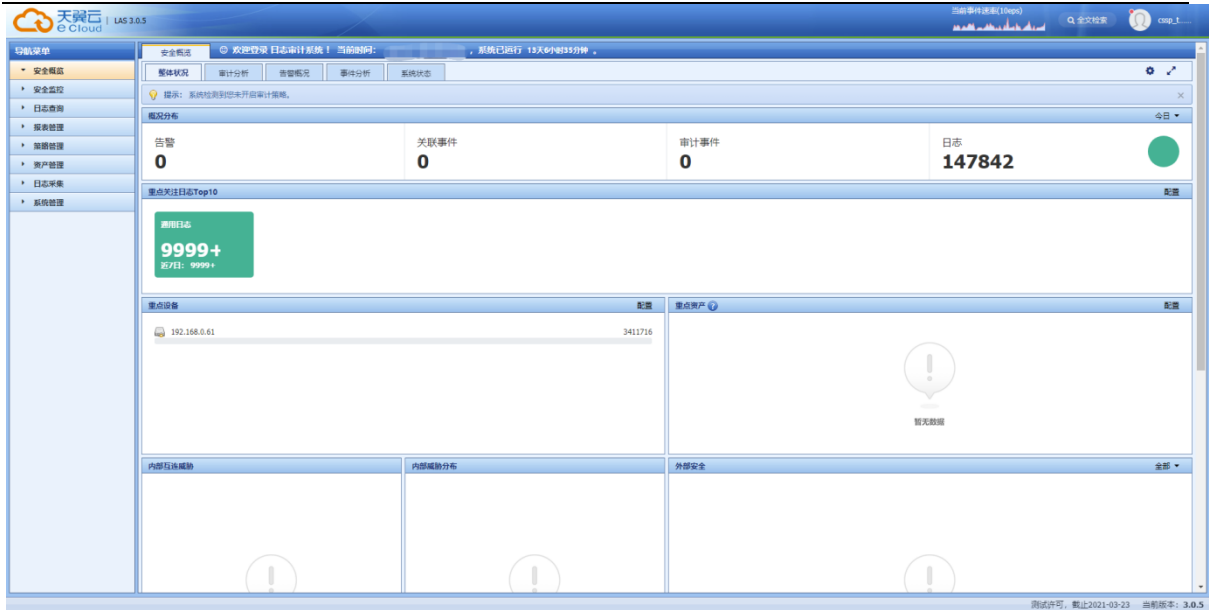 天翼云 | LAS 3.0.5
e Cloud
当前事件速率(10eps)
全文检索
cssp_t......
导航菜单
安全概览
安全监控
日志查询
报表管理
策略管理
资产管理
日志采集
系统管理
安全概览
欢迎登录 日志审计系统！ 当前时间：
，系统已运行 13天6小时35分钟 。
整体状况
审计分析
告警概况
事件分析
系统状态
提示： 系统检测到您未开启审计策略。
概况分布
今日
告警
0
关联事件
0
审计事件
0
日志
147842
重点关注日志Top10
配置
通用日志
9999+
近7日： 9999+
重点设备
配置
192.168.0.61
3411716
重点资产
配置
暂无数据
内部互连威胁
内部威胁分布
外部安全
全部
测试许可, 截止2021-03-23
当前版本：3.0.5